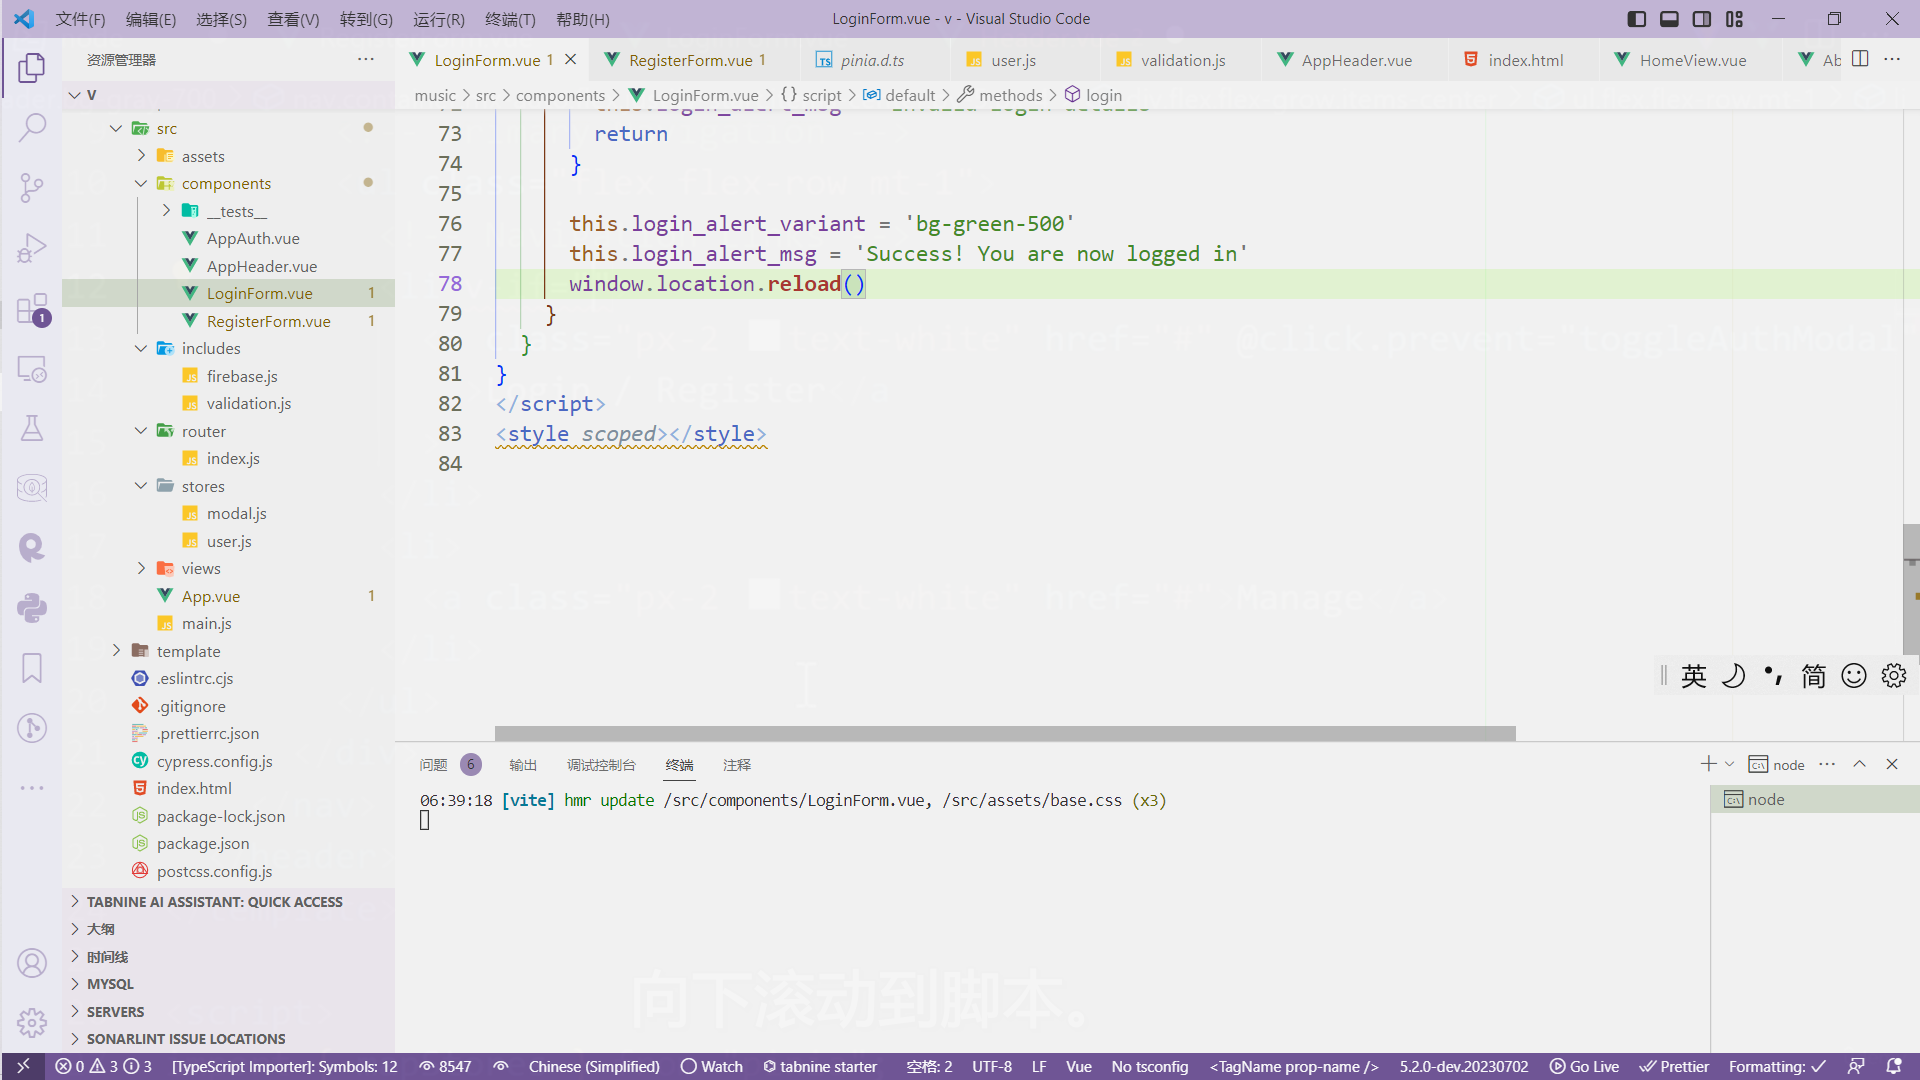 文件(F) 编辑(E) 选择(S) 查看(V) 转到(G) 运行(R) 终端(T) 帮助(H) LoginForm.vue - v - Visual Studio Code
资源管理器
LoginForm.vue 1 RegisterForm.vue 1 TS pinia.d.ts JS user.js JS validation.js AppHeader.vue index.html HomeView.vue Ab
V
music > src > components > LoginForm.vue > {} script > default > methods > login
src
assets
components
__tests__
AppAuth.vue
AppHeader.vue
LoginForm.vue 1
RegisterForm.vue 1
includes
firebase.js
validation.js
router
index.js
stores
modal.js
user.js
views
App.vue 1
main.js
template
.eslintrc.cjs
.gitignore
.prettierrc.json
cypress.config.js
index.html
package-lock.json
package.json
postcss.config.js
TABNINE AI ASSISTANT: QUICK ACCESS
大纲
时间线
MYSQL
SERVERS
SONARLINT ISSUE LOCATIONS
73 return
74 }
75
76 this.login_alert_variant = 'bg-green-500'
77 this.login_alert_msg = 'Success! You are now logged in'
78 window.location.reload()
79 }
80 }
81 }
82 </script>
83 <style scoped></style>
84
@click.prevent="toggleAuthModal"
Register
英 简
问题 6 输出 调试控制台 终端 注释 node
06:39:18 [vite] hmr update /src/components/LoginForm.vue, /src/assets/base.css (x3)
node
向下滚动到脚本。
0 3 3 [TypeScript Importer]: Symbols: 12 8547 Chinese (Simplified) Watch tabnine starter 空格: 2 UTF-8 LF Vue No tsconfig <TagName prop-name /> 5.2.0-dev.20230702 Go Live Prettier Formatting: